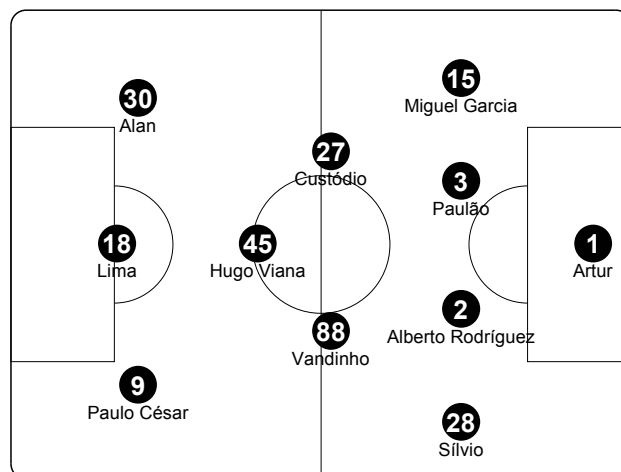 15
Miguel Garcia
30
Alan
27
Custódio
3
Paulão
18
Lima
45
Hugo Viana
1
Artur
2
Alberto Rodríguez
88
Vandinho
9
Paulo César
28
Sílvio